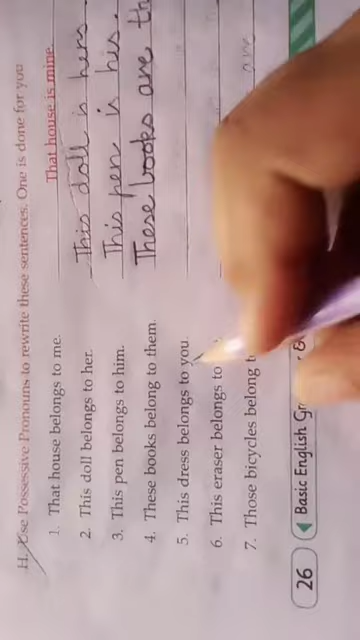 H. Use Possessive Pronouns to rewrite these sentences. One is done for you
1. That house belongs to me. That house is mine
2. This doll belongs to her. This doll is hers.
3. This pen belongs to him. This pen is his.
4. These books belong to them. These books are th
5. This dress belongs to you.
6. This eraser belongs to
7. Those bicycles belong t
are
26 Basic English Gr &